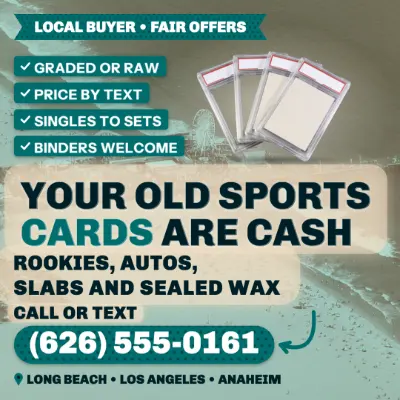 LOCAL BUYER • FAIR OFFERS
✓ GRADED OR RAW
✓ PRICE BY TEXT
✓ SINGLES TO SETS
✓ BINDERS WELCOME
YOUR OLD SPORTS
CARDS ARE CASH
ROOKIES, AUTOS,
SLABS AND SEALED WAX
CALL OR TEXT
(626) 555-0161
LONG BEACH • LOS ANGELES • ANAHEIM